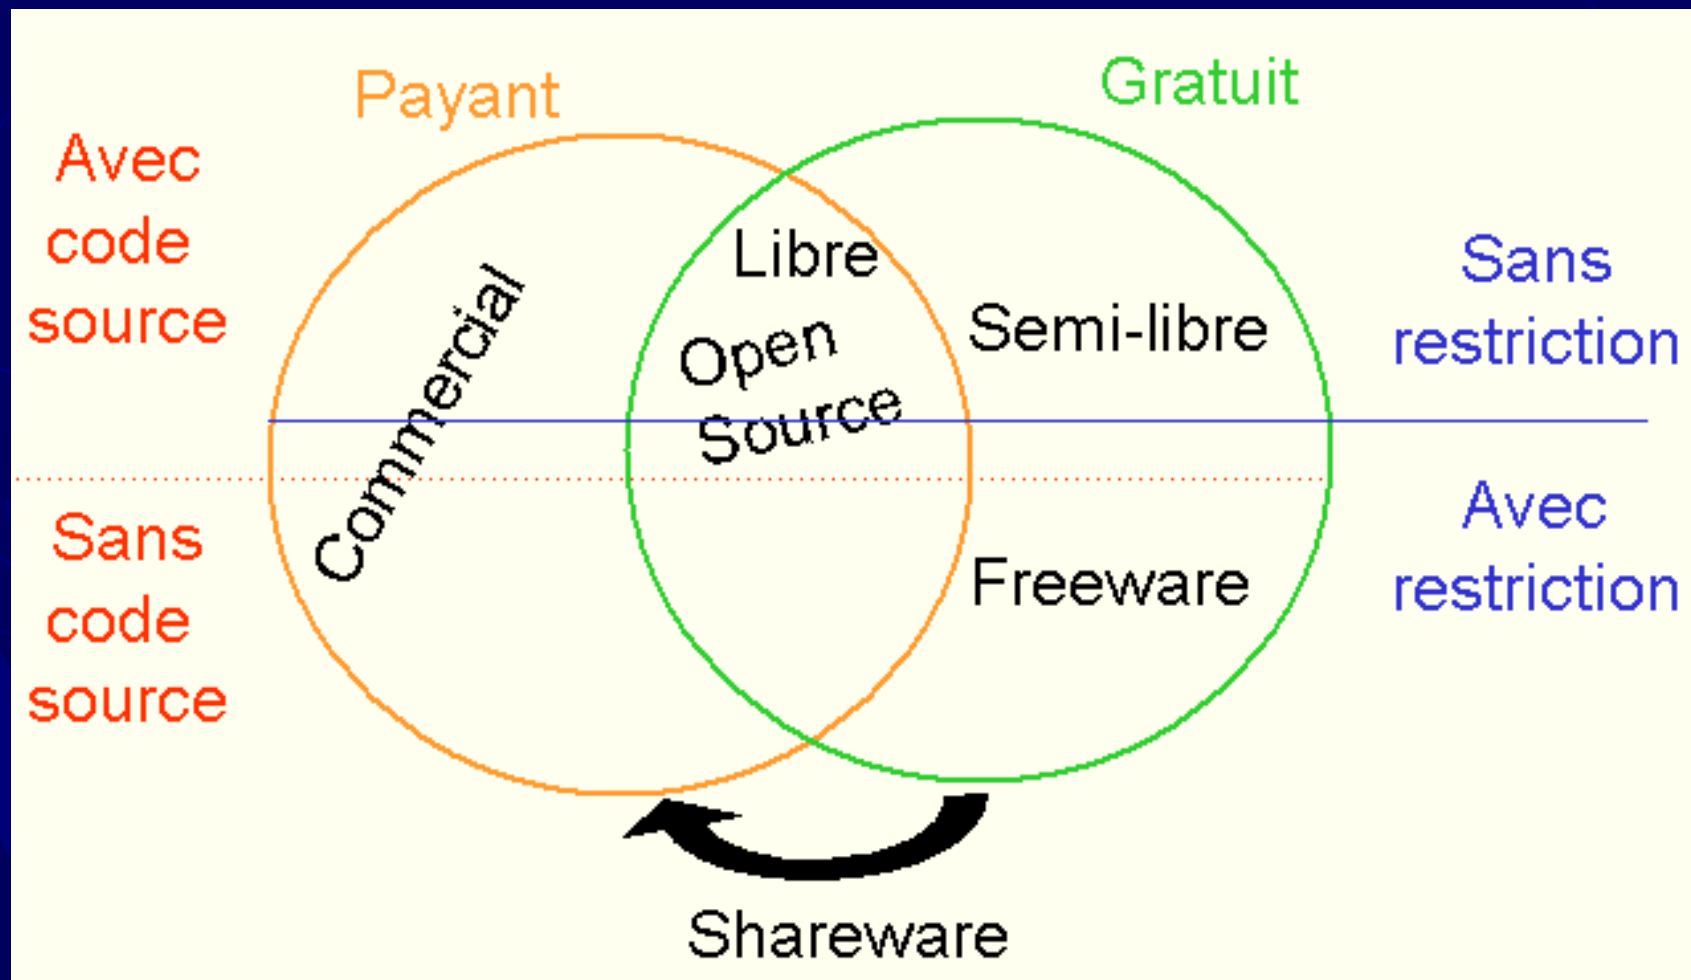 Payant
Gratuit
Avec
code
source
Libre
Open
Source
Commercial
Semi-libre
Sans
restriction
Sans
code
source
Freeware
Avec
restriction
Shareware